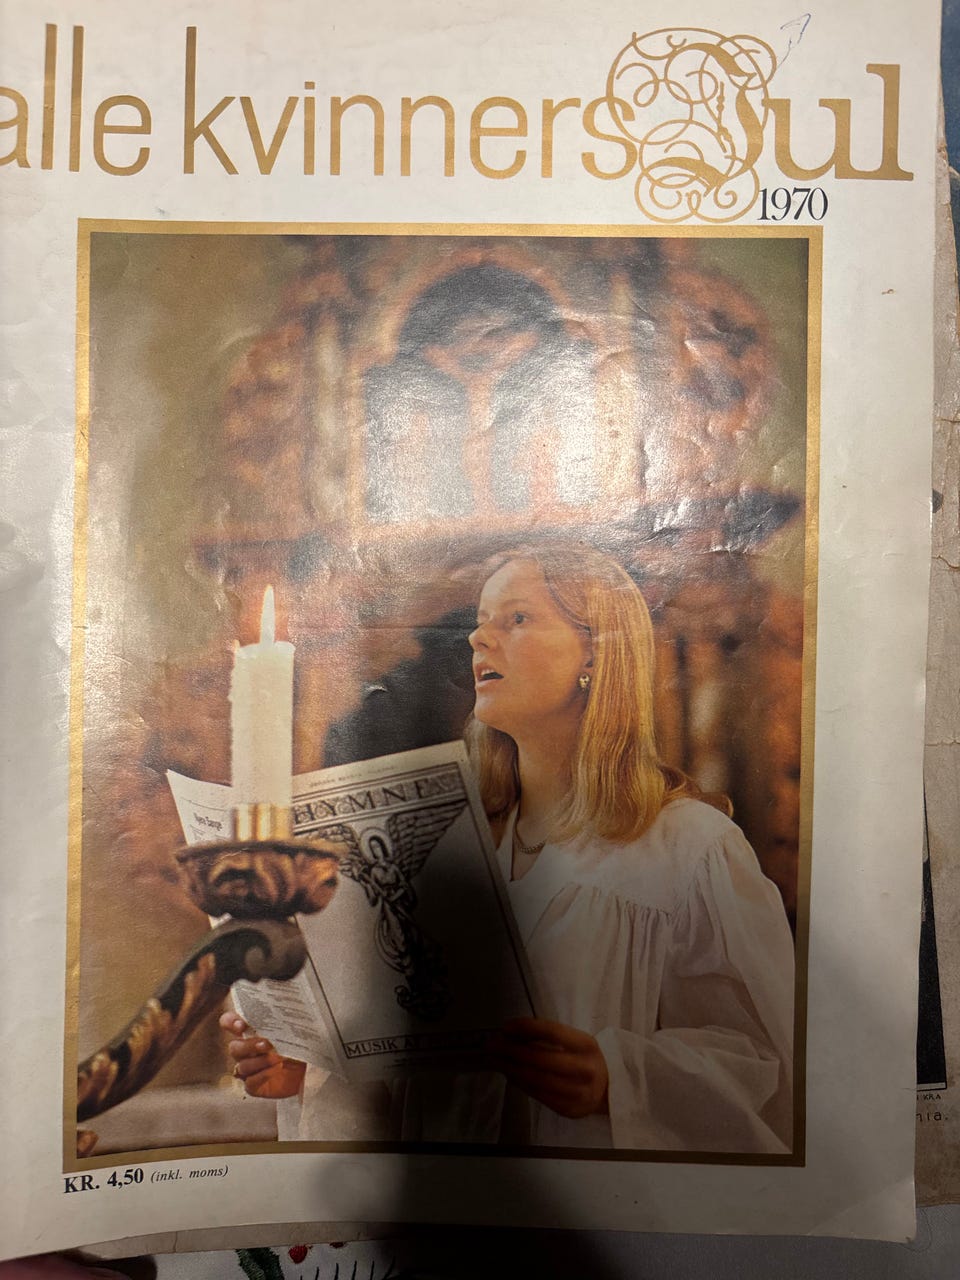 alle kvinners Jul
1970
HYMNE
MUSIK A
KR. 4,50 (inkl. moms)